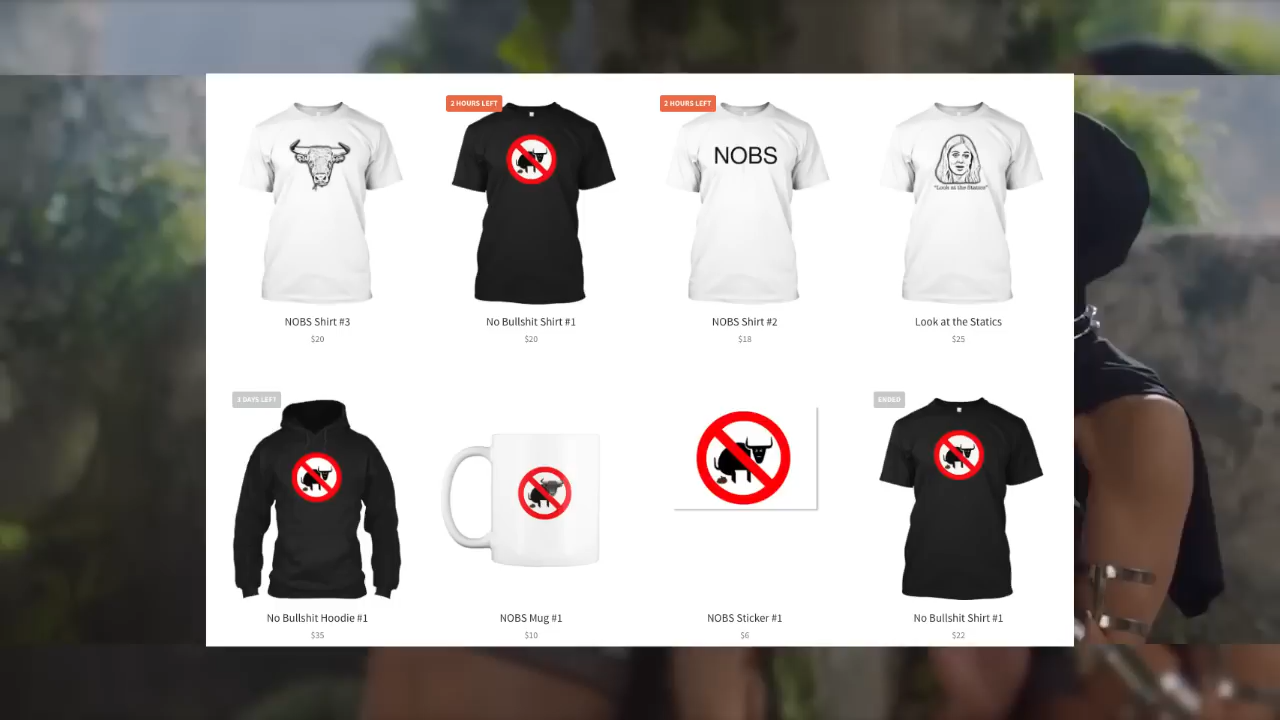 2 HOURS LEFT
2 HOURS LEFT
NOBS
"Look at the Statics"
NOBS Shirt #3
No Bullshit Shirt #1
NOBS Shirt #2
Look at the Statics
$20
$20
$18
$25
3 DAYS LEFT
ENDED
No Bullshit Hoodie #1
NOBS Mug #1
NOBS Sticker #1
No Bullshit Shirt #1
$35
$10
$6
$22